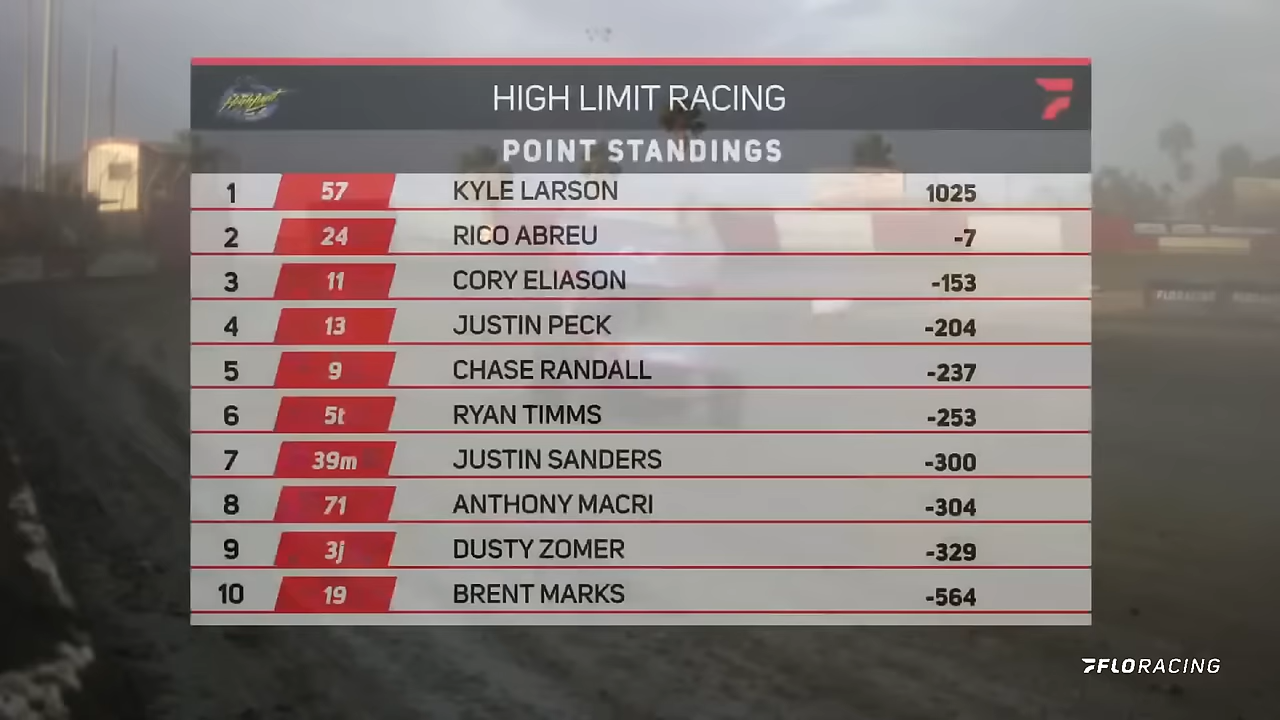 HighLimit
HIGH LIMIT RACING
POINT STANDINGS
1 57 KYLE LARSON 1025
2 24 RICO ABREU -7
3 11 CORY ELIASON -153
4 13 JUSTIN PECK -204
5 9 CHASE RANDALL -237
6 5t RYAN TIMMS -253
7 39m JUSTIN SANDERS -300
8 71 ANTHONY MACRI -304
9 3j DUSTY ZOMER -329
10 19 BRENT MARKS -564
FLORACING
FLORACING